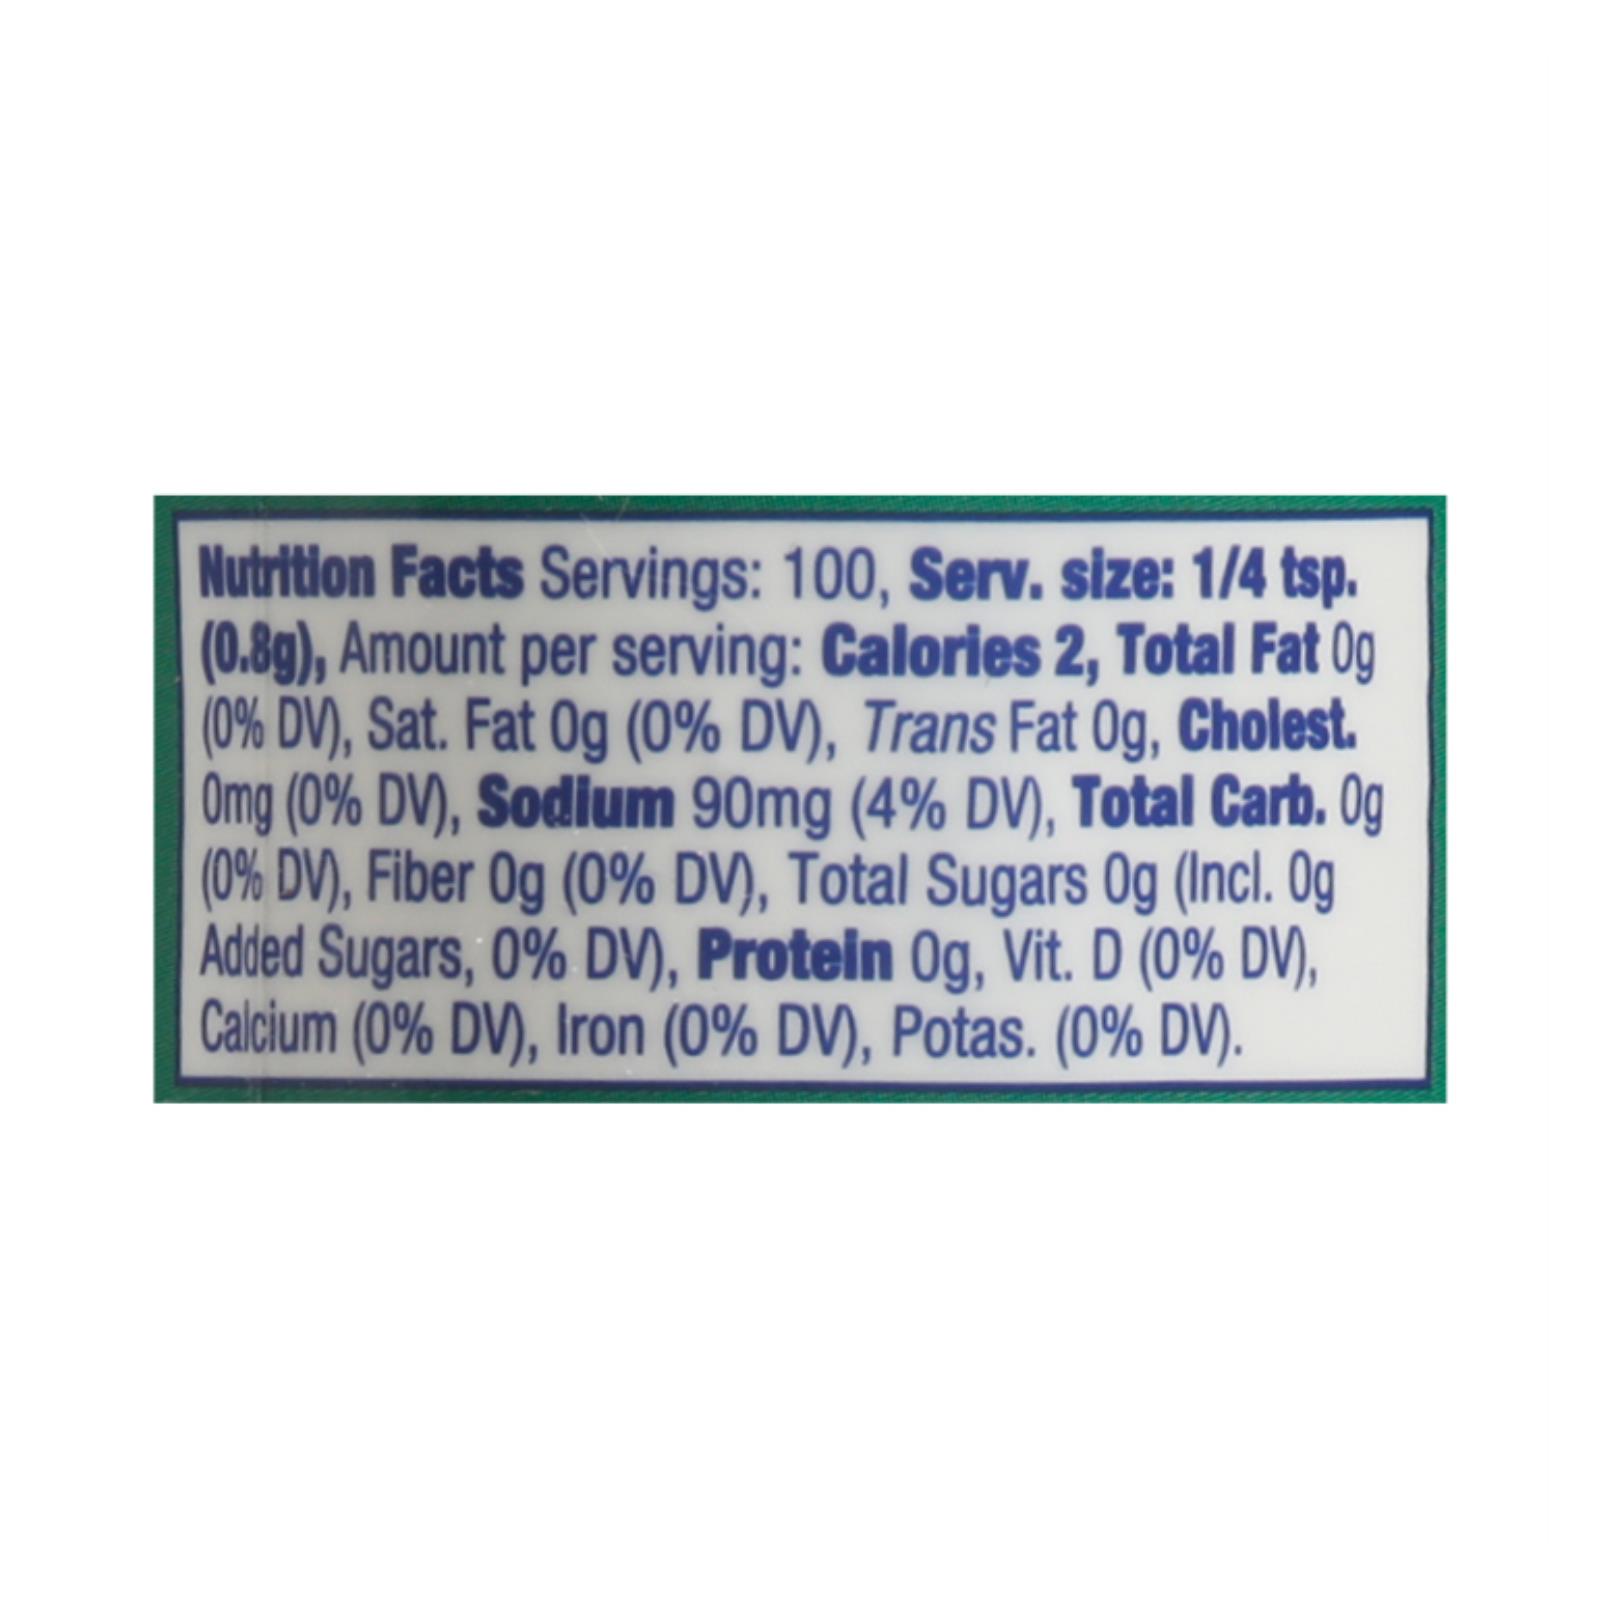 Nutrition Facts Servings: 100, Serv. size: 1/4 tsp.
(0.8g), Amount per serving: Calories 2, Total Fat 0g
(0% DV), Sat. Fat 0g (0% DV), Trans Fat 0g, Cholest.
0mg (0% DV), Sodium 90mg (4% DV), Total Carb. 0g
(0% DV), Fiber 0g (0% DV), Total Sugars 0g (Incl. 0g
Added Sugars, 0% DV), Protein 0g, Vit. D (0% DV),
Calcium (0% DV), Iron (0% DV), Potas. (0% DV).